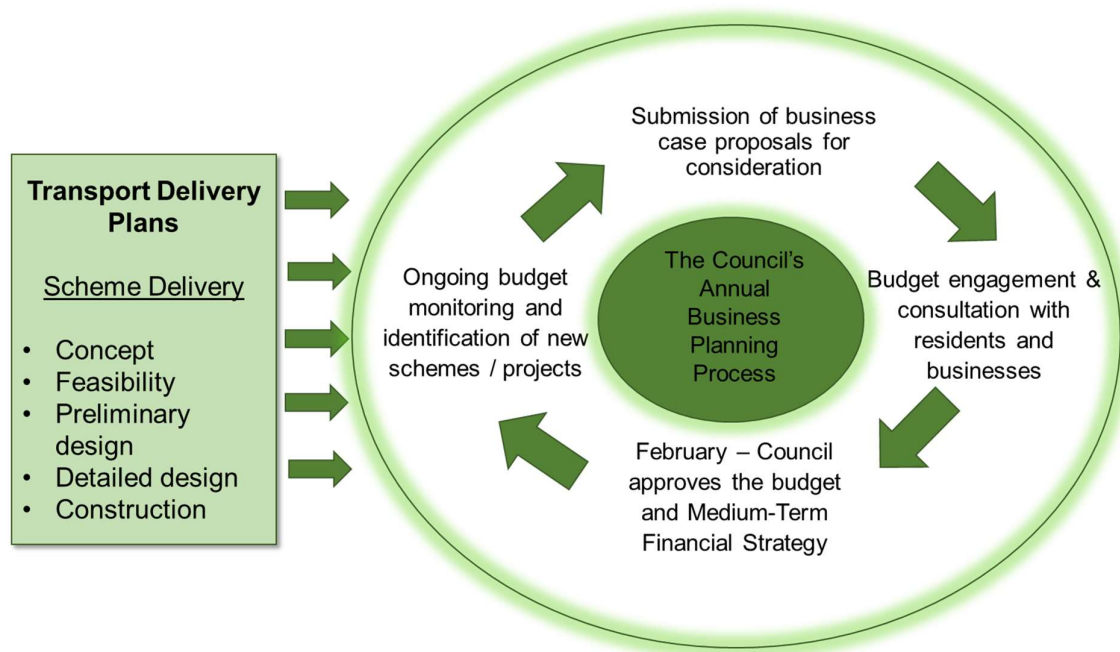 Transport Delivery
Plans
Scheme Delivery
• Concept
• Feasibility
• Preliminary
design
• Detailed design
• Construction
Submission of business
case proposals for
consideration
Budget engagement &
consultation with
residents and
businesses
February – Council
approves the budget
and Medium-Term
Financial Strategy
Ongoing budget
monitoring and
identification of new
schemes / projects
The Council’s
Annual
Business
Planning
Process